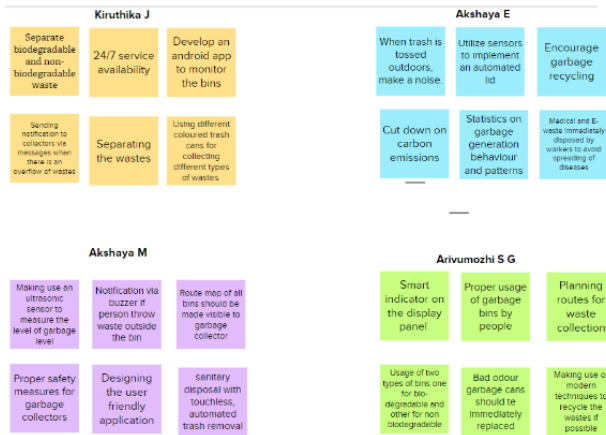 Kiruthika J
Separate
biodegradable
and non-
biodegradable
waste
24/7 service
availability
Develop an
android app
to monitor
the bins
Sending
notification to
collectors via
messages when
there is an
overflow of wastes
Separating
the wastes
Using different
coloured trash
cans for
collecting
different types
of wastes
Akshaya E
When trash is
tossed
outdoors,
make a noise.
Utilize sensors
to implement
an automated
lid
Encourage
garbage
recycling
Cut down on
carbon
emissions
Statistics on
garbage
generation
behaviour
and patterns
Medical and E-
waste immediately
disposed by
workers to avoid
spreading of
diseases
Akshaya M
Making use an
ultrasonic
sensor to
measure the
level of garbage
level
Notification via
buzzer if
person throw
waste outside
the bin
Route map of all
bins should be
made visible to
garbage
collector
Proper safety
measures for
garbage
collectors
Designing
the user
friendly
application
sanitary
disposal with
touchless,
automated
trash removal
Arivumozhi S G
Smart
indicator on
the display
panel
Proper usage
of garbage
bins by
people
Planning
routes for
waste
collection
Usage of two
types of bins one
for bio-
degradable and
other for non
biodegradable
Bad odour
garbage cans
should te
immediately
replaced
Making use o
modern
techniques to
recycle the
wastes if
possible